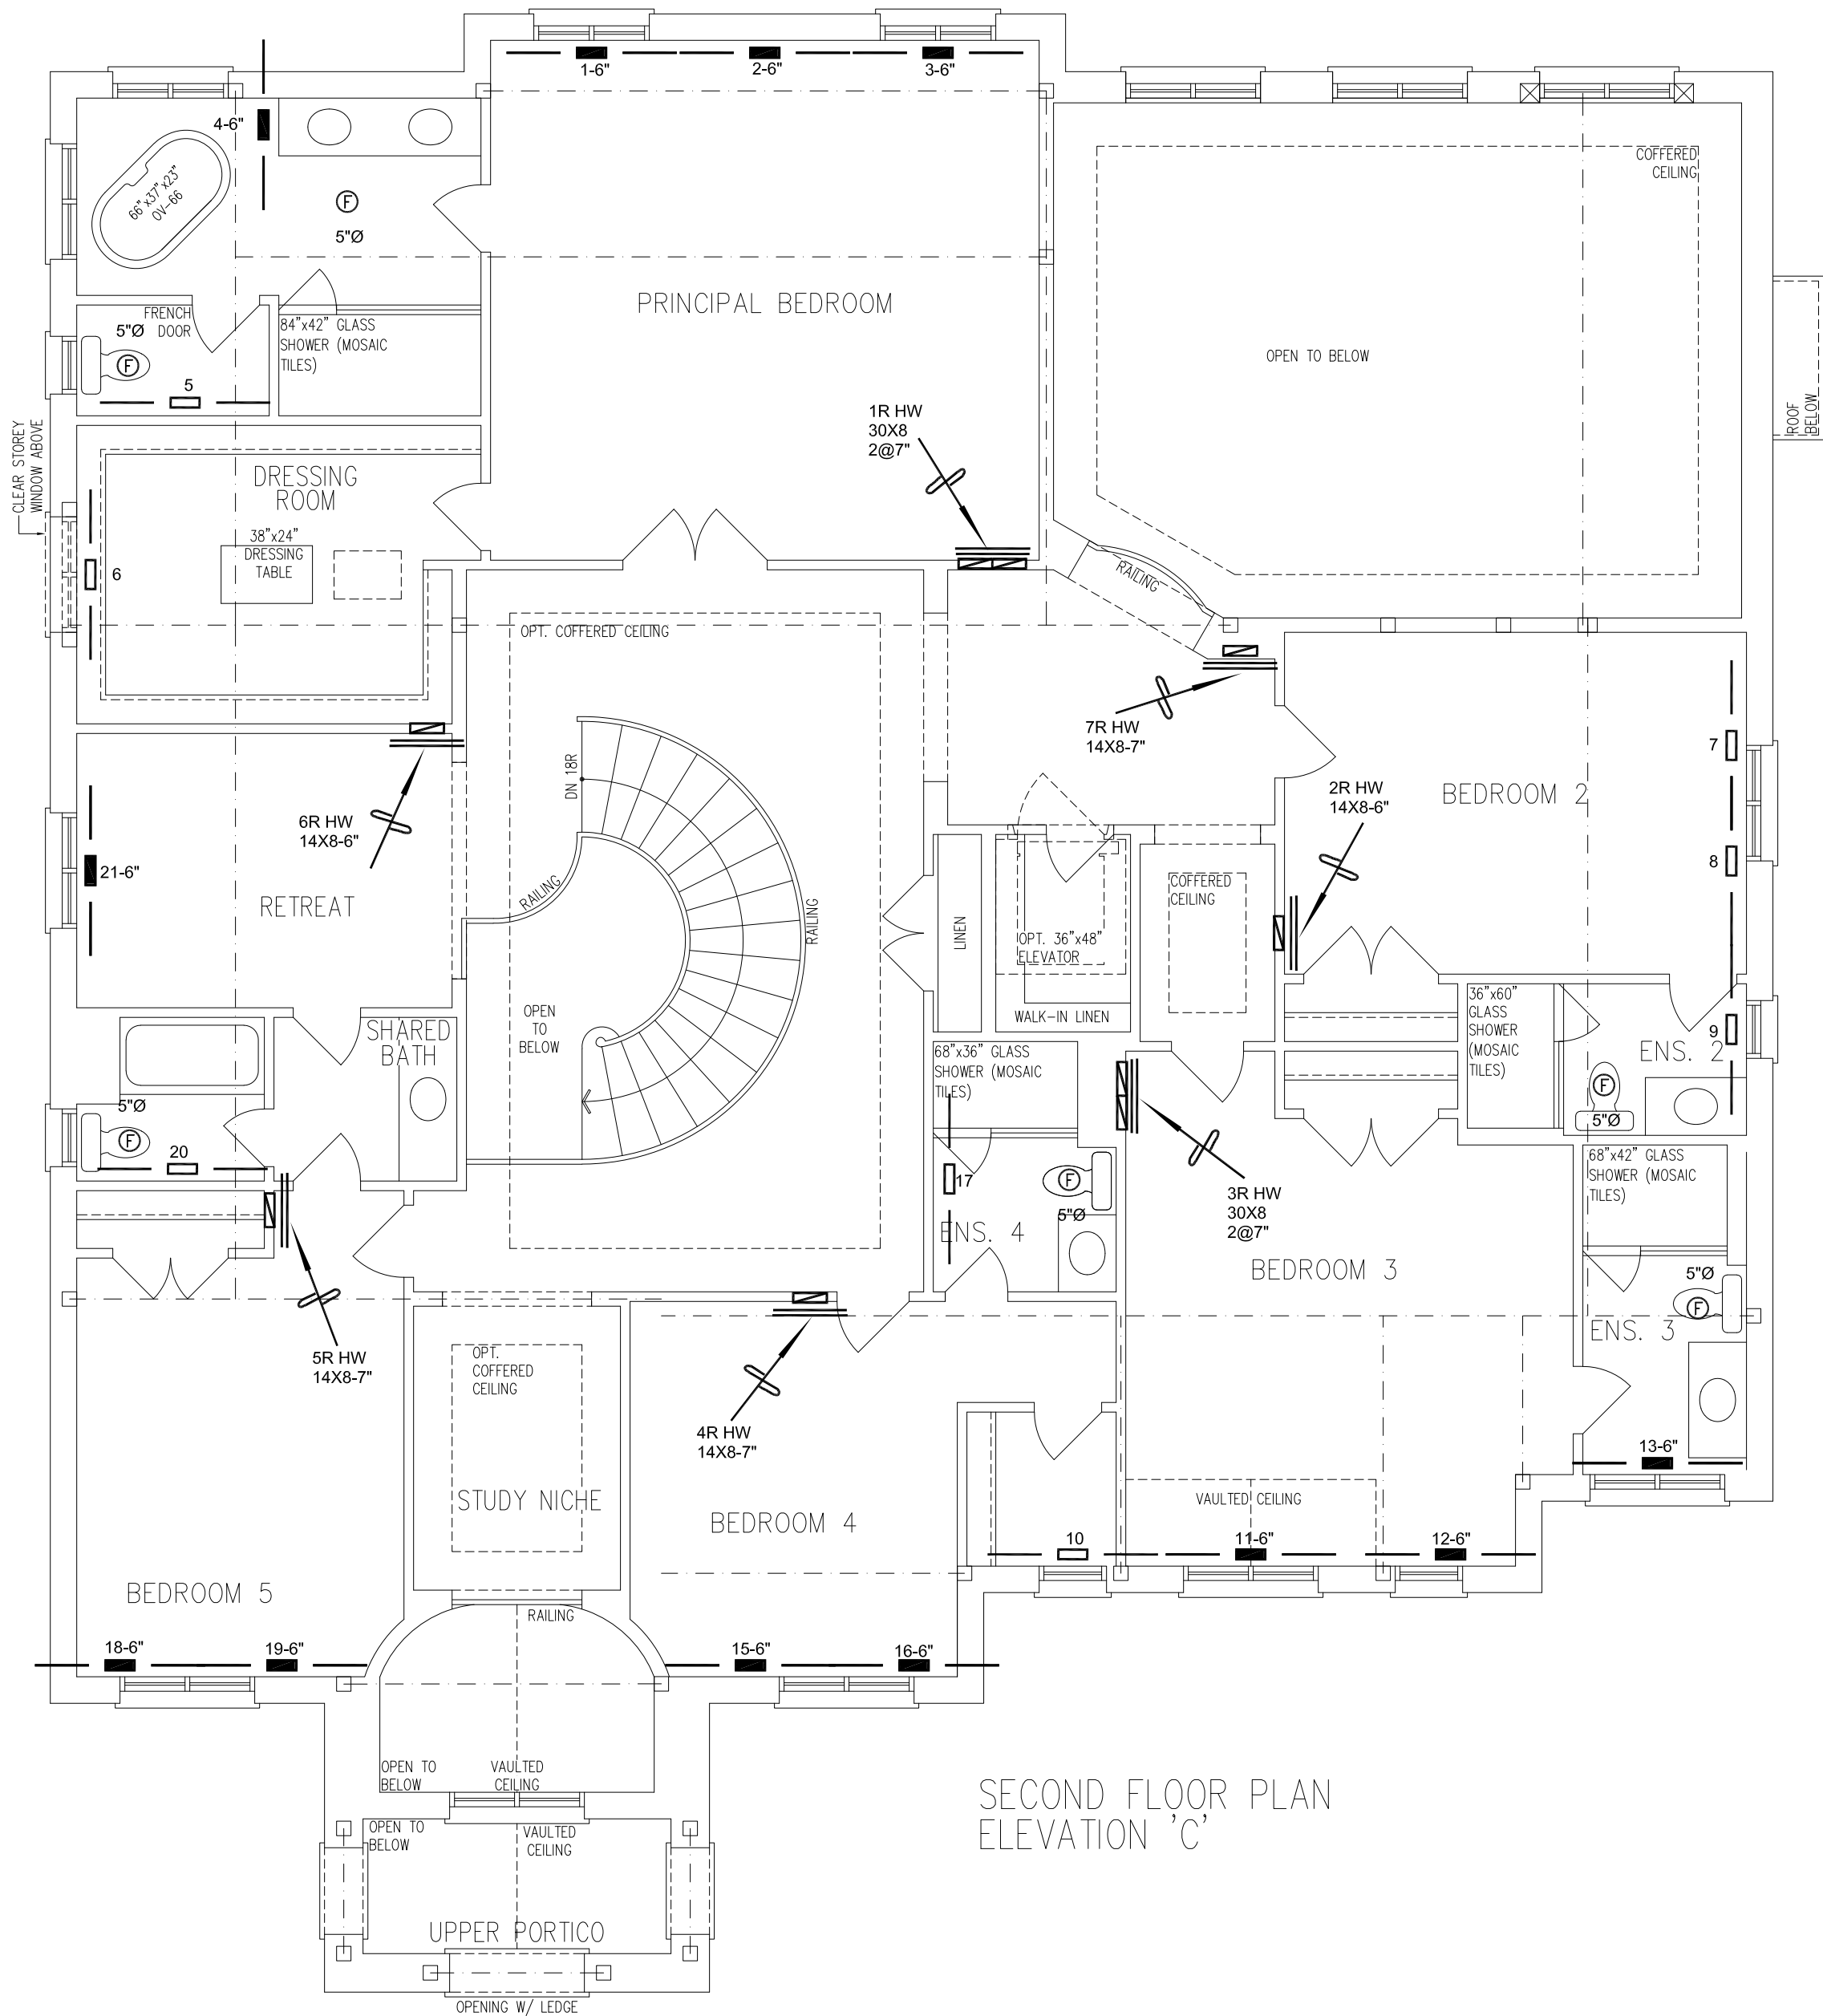 1-6"
2-6"
3-6"
4-6"
66"x37"x23"
OV-66
F
5"Ø
COFFERED
CEILING
PRINCIPAL BEDROOM
FRENCH
DOOR
5"Ø
F
84"x42" GLASS
SHOWER (MOSAIC
TILES)
5
OPEN TO BELOW
ROOF
BELOW
CLEAR STOREY
WINDOW ABOVE
1R HW
30X8
2@7"
DRESSING
ROOM
38"x24"
DRESSING
TABLE
6
RAILING
OPT. COFFERED CEILING
7R HW
14X8-7"
DN 18R
7
BEDROOM 2
2R HW
14X8-6"
6R HW
14X8-6"
8
21-6"
RETREAT
RAILING
RAILING
COFFERED
CEILING
LINEN
OPT. 36"x48"
ELEVATOR
36"x60"
GLASS
SHOWER
(MOSAIC
TILES)
WALK-IN LINEN
OPEN
TO
BELOW
SHARED
BATH
9
ENS. 2
68"x36" GLASS
SHOWER (MOSAIC
TILES)
F
5"Ø
5"Ø
F
20
68"x42" GLASS
SHOWER (MOSAIC
TILES)
17
F
5"Ø
3R HW
30X8
2@7"
ENS. 4
BEDROOM 3
5"Ø
F
ENS. 3
5R HW
14X8-7"
OPT.
COFFERED
CEILING
4R HW
14X8-7"
13-6"
STUDY NICHE
VAULTED CEILING
BEDROOM 4
10
11-6"
12-6"
BEDROOM 5
RAILING
18-6"
19-6"
15-6"
16-6"
OPEN TO
BELOW
VAULTED
CEILING
SECOND FLOOR PLAN
ELEVATION 'C'
OPEN TO
BELOW
VAULTED
CEILING
UPPER PORTICO
OPENING W/ LEDGE